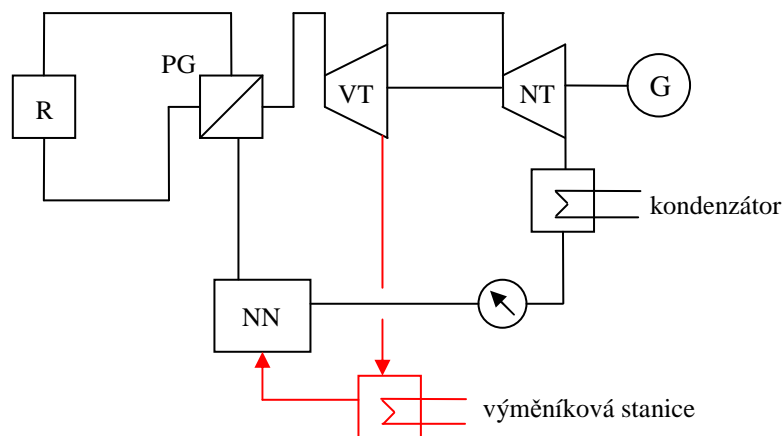 PG
R
VT
NT
G
kondenzátor
NN
výměníková stanice